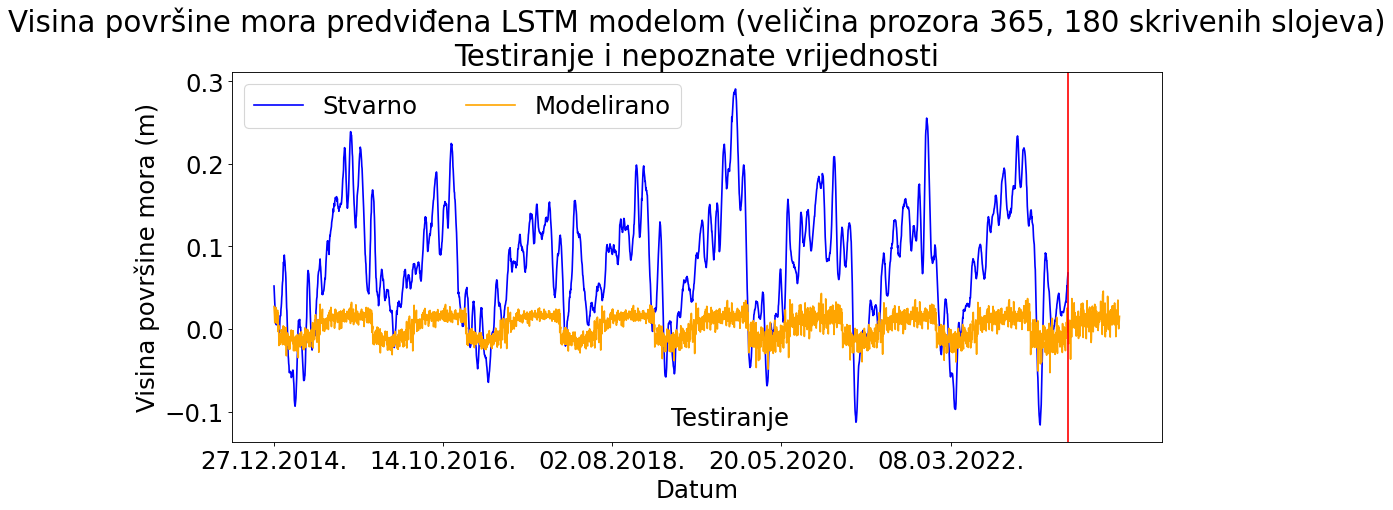 Visina površine mora predviđena LSTM modelom (veličina prozora 365, 180 skrivenih slojeva)
Testiranje i nepoznate vrijednosti
Stvarno Modelirano
Visina površine mora (m)
0.3
0.2
0.1
0.0
−0.1
Testiranje
27.12.2014. 14.10.2016. 02.08.2018. 20.05.2020. 08.03.2022.
Datum